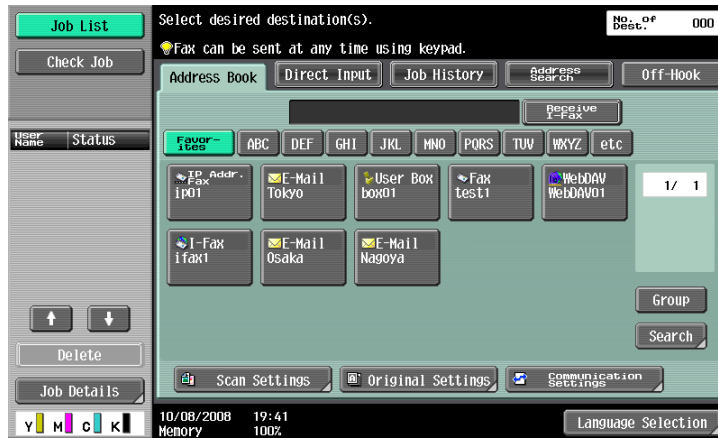 Job List
Check Job
User Name Status
Delete
Job Details
Y M C K
Select desired destination(s).
No. of Dest. 000
Fax can be sent at any time using keypad.
Address Book Direct Input Job History Address Search Off-Hook
Receive I-Fax
Favor-ites ABC DEF GHI JKL MNO PQRS TUV WXYZ etc
IP Addr. Fax
ip01
E-Mail
Tokyo
User Box
box01
Fax
test1
WebDAV
WebDAV01
1/ 1
I-Fax
ifax1
E-Mail
Osaka
E-Mail
Nagoya
Group
Search
Scan Settings Original Settings Communication Settings
10/08/2008 19:41
Memory 100%
Language Selection